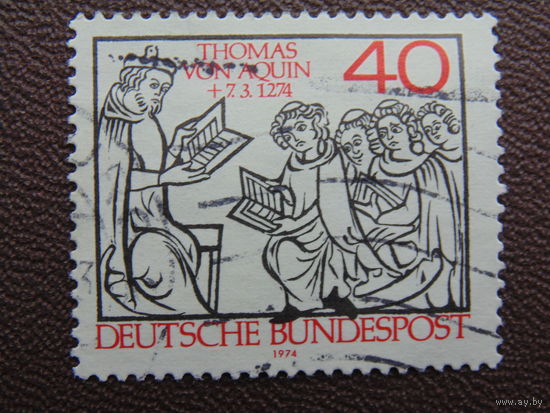 THOMAS
VON AQUIN
+ 7. 3. 1274
40
DEUTSCHE BUNDESPOST
1974
www.ay.by